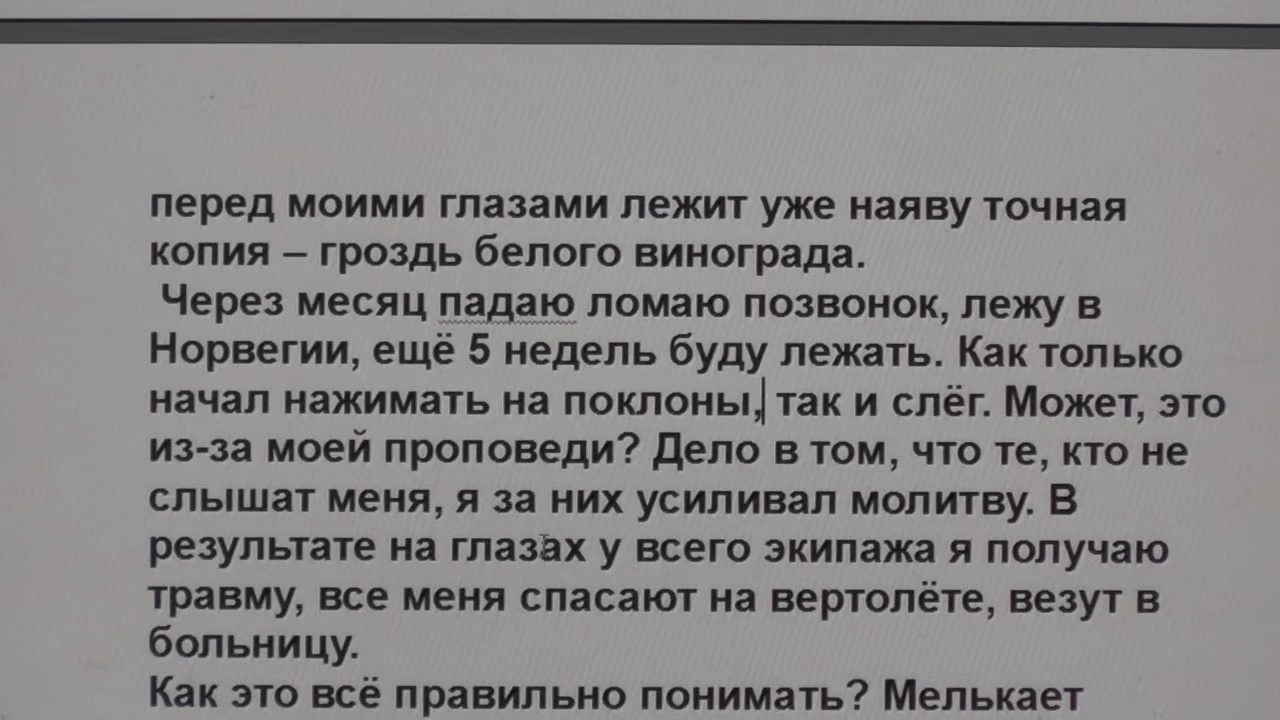 перед моими глазами лежит уже наяву точная
копия – гроздь белого винограда.
Через месяц падаю ломаю позвонок, лежу в
Норвегии, ещё 5 недель буду лежать. Как только
начал нажимать на поклоны, так и слёг. Может, это
из-за моей проповеди? Дело в том, что те, кто не
слышат меня, я за них усиливал молитву. В
результате на глазах у всего экипажа я получаю
травму, все меня спасают на вертолёте, везут в
больницу.
Как это всё правильно понимать? Мелькает